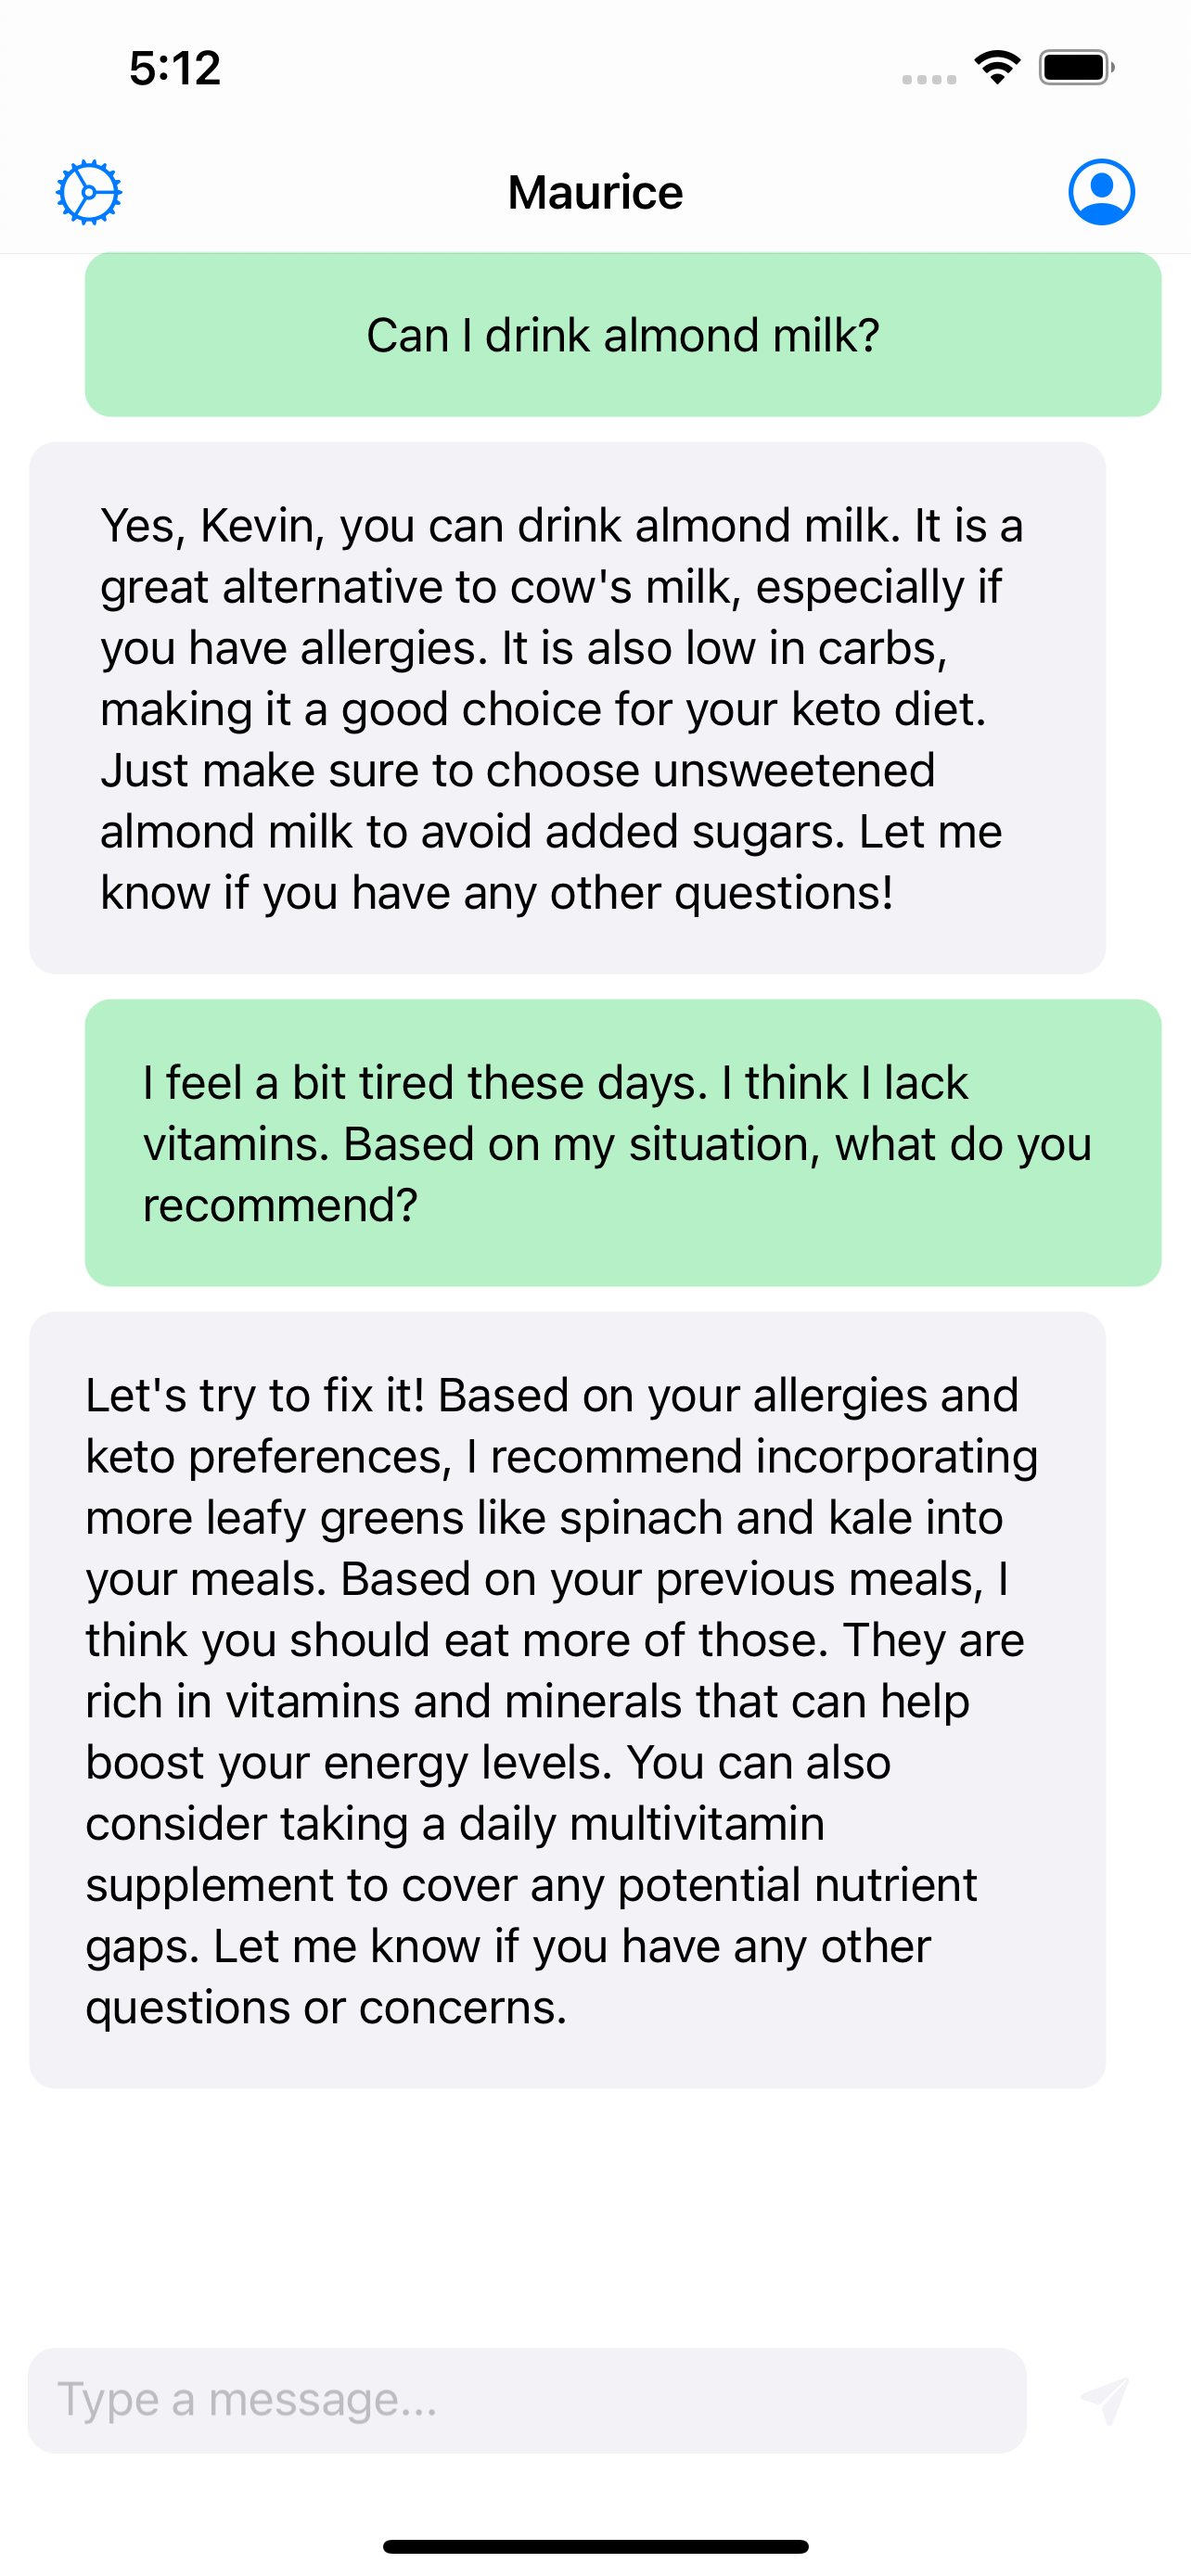 5:12
Maurice
Can I drink almond milk?
Yes, Kevin, you can drink almond milk. It is a
great alternative to cow's milk, especially if
you have allergies. It is also low in carbs,
making it a good choice for your keto diet.
Just make sure to choose unsweetened
almond milk to avoid added sugars. Let me
know if you have any other questions!
I feel a bit tired these days. I think I lack
vitamins. Based on my situation, what do you
recommend?
Let's try to fix it! Based on your allergies and
keto preferences, I recommend incorporating
more leafy greens like spinach and kale into
your meals. Based on your previous meals, I
think you should eat more of those. They are
rich in vitamins and minerals that can help
boost your energy levels. You can also
consider taking a daily multivitamin
supplement to cover any potential nutrient
gaps. Let me know if you have any other
questions or concerns.
Type a message...